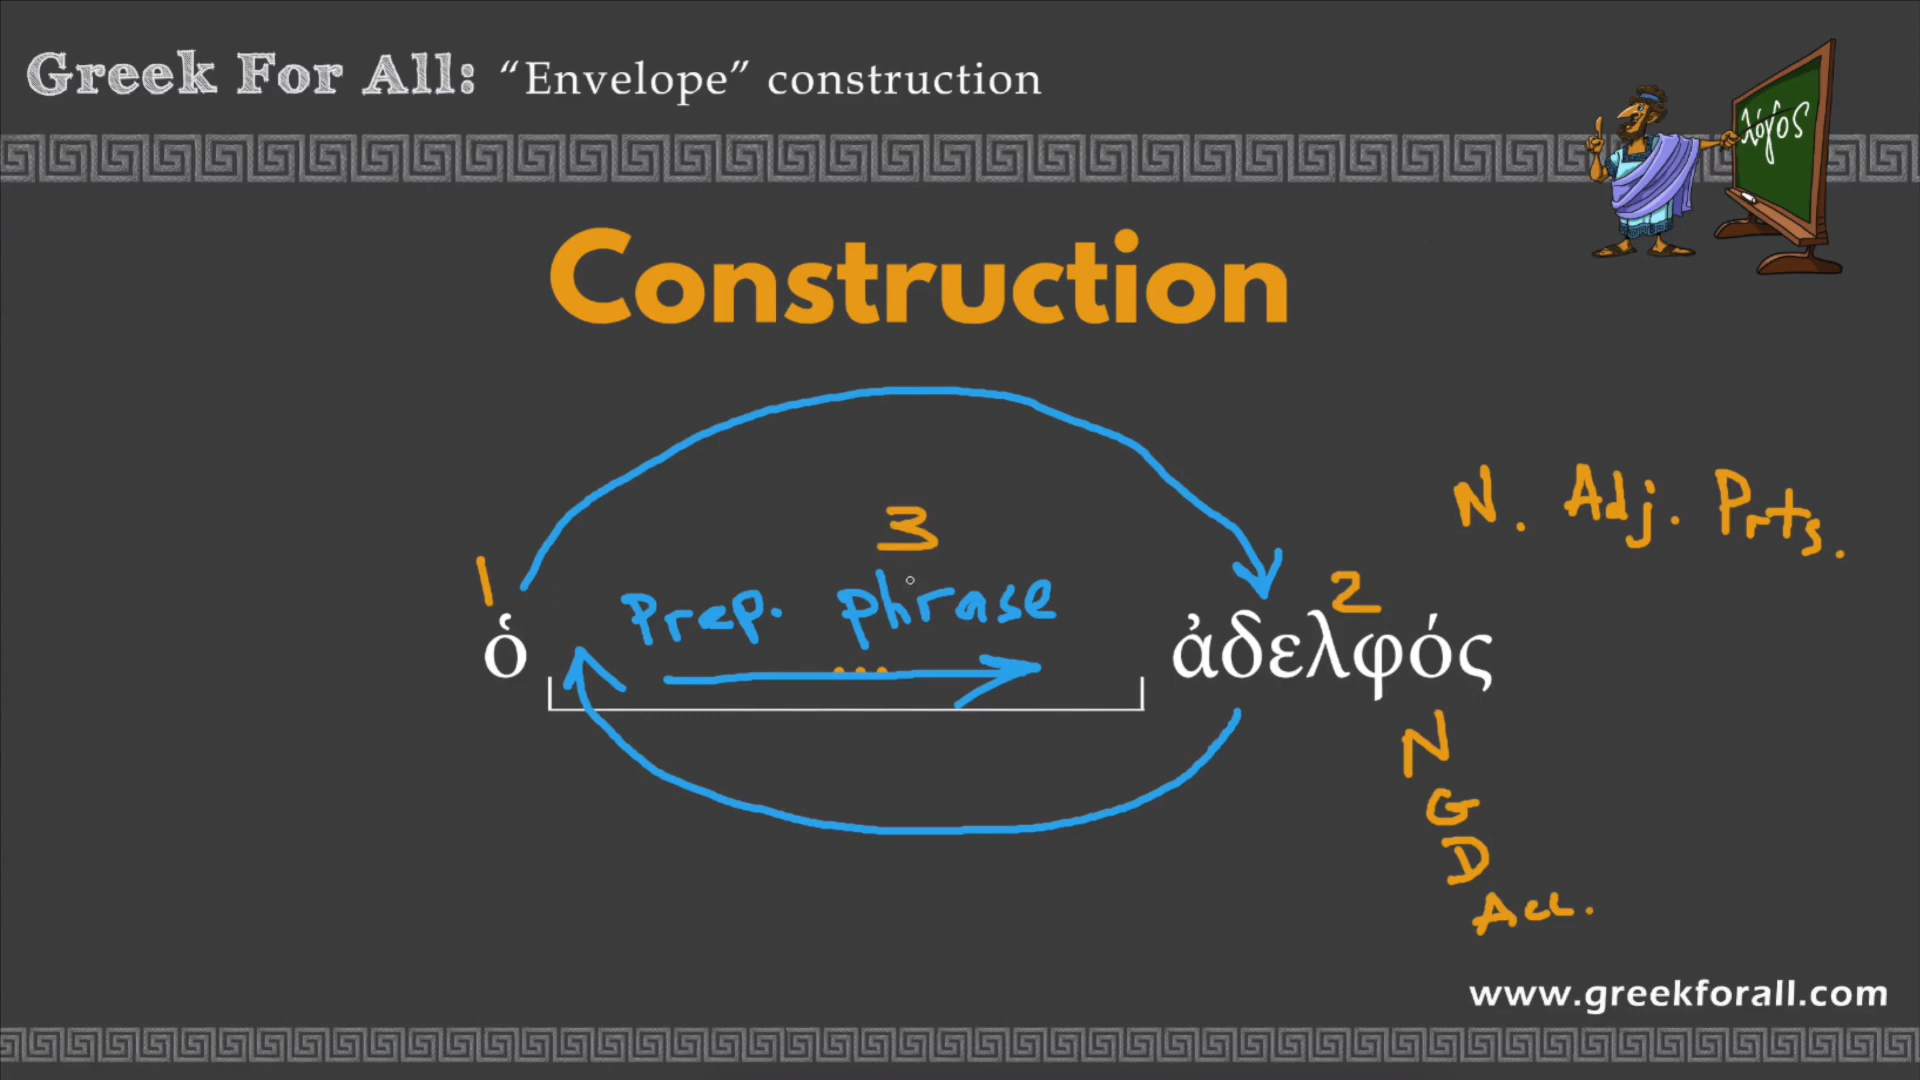 Greek For All: “Envelope” construction
λόγος
Construction
N. Adj. Prts.
1 3 2
Prep. phrase
ὁ ... ἀδελφός
N
G
D
Acc.
www.greekforall.com